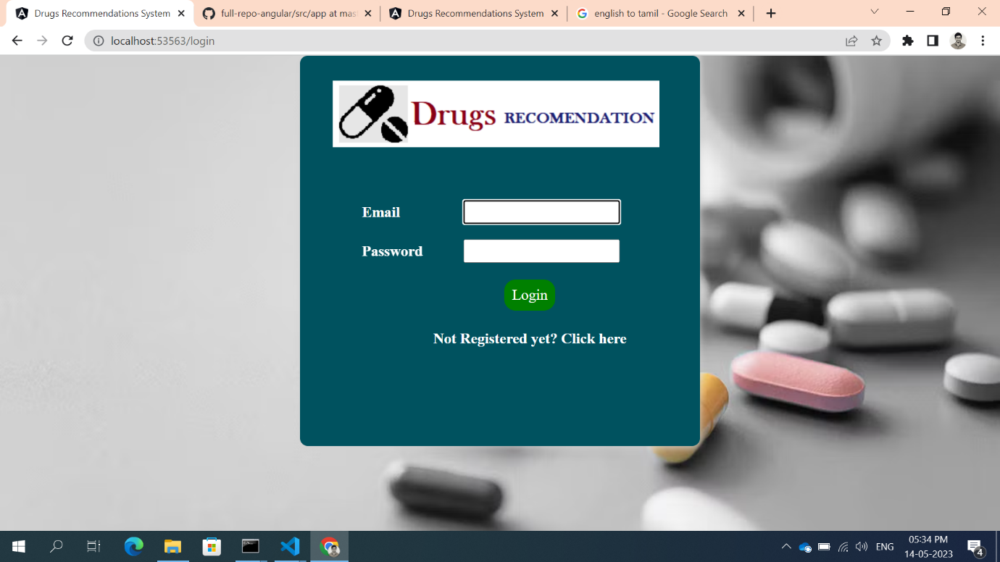 Drugs Recommendations System
full-repo-angular/src/app at mas
Drugs Recommendations System
english to tamil - Google Search
localhost:53563/login
Drugs RECOMENDATION
Email
Password
Login
Not Registered yet? Click here
ENG
05:34 PM
14-05-2023
4